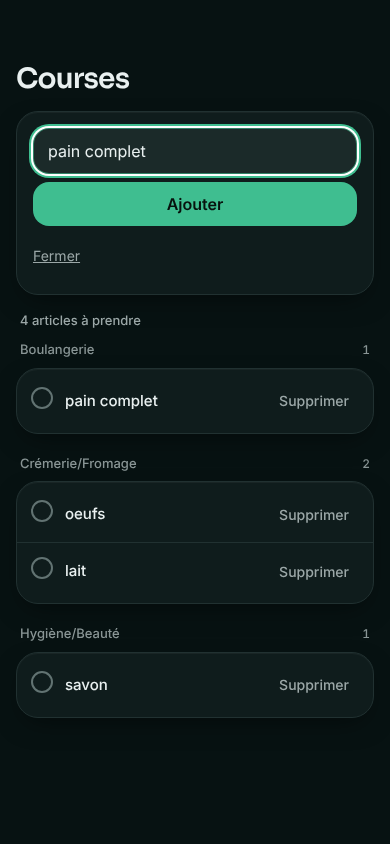 Courses
pain complet
Ajouter
Fermer
4 articles à prendre
Boulangerie 1
pain complet Supprimer
Crémerie/Fromage 2
oeufs Supprimer
lait Supprimer
Hygiène/Beauté 1
savon Supprimer